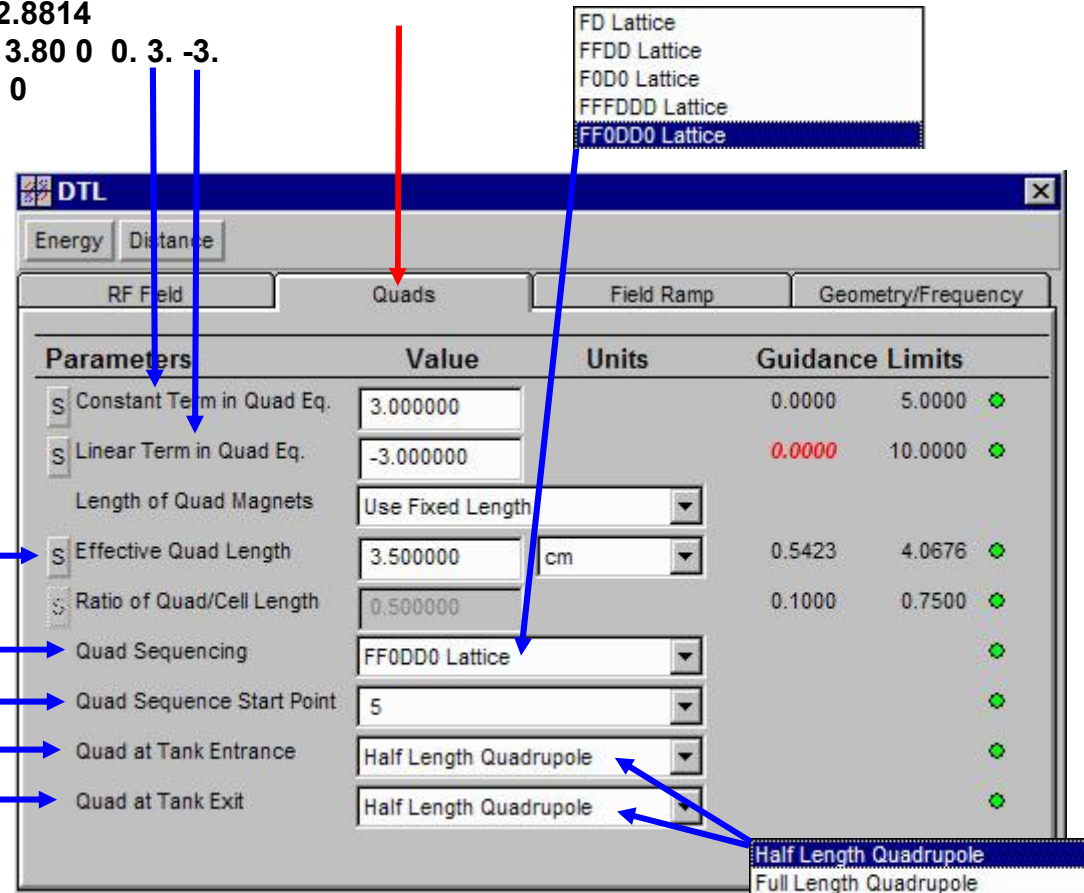 2.8814
3.80 0 0. 3. -3.
0
FD Lattice
FFDD Lattice
F0D0 Lattice
FFFDDD Lattice
FF0DD0 Lattice
DTL
Energy Distance
RF Field Quads Field Ramp Geometry/Frequency
Parameters Value Units Guidance Limits
S Constant Term in Quad Eq. 3.000000 0.0000 5.0000
S Linear Term in Quad Eq. -3.000000 0.0000 10.0000
Length of Quad Magnets Use Fixed Length
S Effective Quad Length 3.500000 cm 0.5423 4.0676
S Ratio of Quad/Cell Length 0.500000 0.1000 0.7500
Quad Sequencing FF0DD0 Lattice
Quad Sequence Start Point 5
Quad at Tank Entrance Half Length Quadrupole
Quad at Tank Exit Half Length Quadrupole
Half Length Quadrupole
Full Length Quadrupole